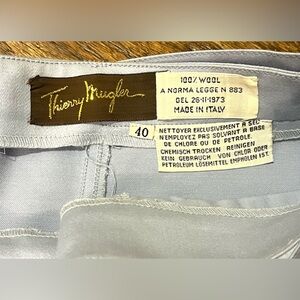 Thierry Mugler
100% WOOL
A NORMA LEGGE N 883
DEL 26-11-1973
MADE IN ITALY
40
NETTOYER EXCLUSIVEMENT A SEC
N'EMPLOYEZ PAS SOLVANT A BASE
DE CHLORE OU DE PETROLE.
CHEMISCH TROCKEN REINIGEN
KEIN GEBRAUCH VON CHLOR ODER
PETROLEUM LÖSEMITTEL EMPHOLEN IST.